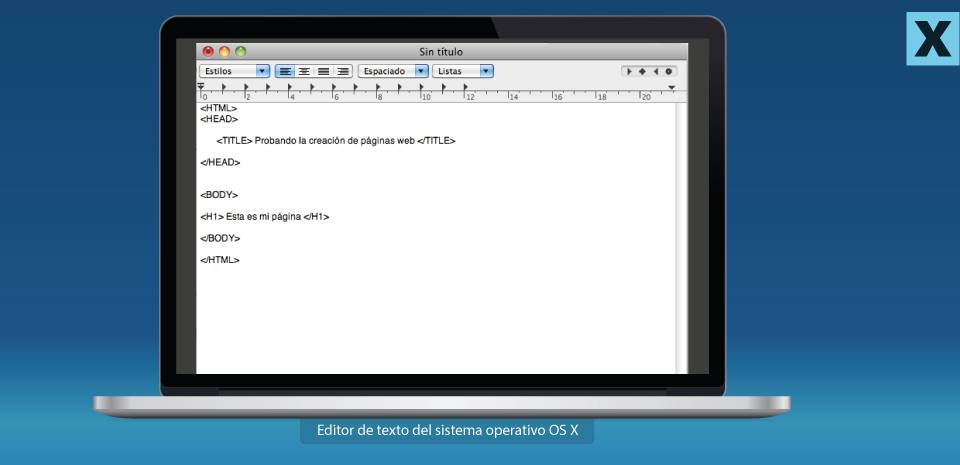 X
Sin título
Estilos Espaciado Listas
0 2 4 6 8 10 12 14 16 18 20
<HTML>
<HEAD>
<TITLE> Probando la creación de páginas web </TITLE>
</HEAD>
<BODY>
<H1> Esta es mi página </H1>
</BODY>
</HTML>
Editor de texto del sistema operativo OS X